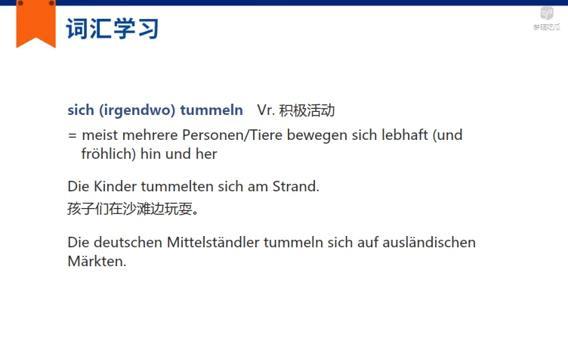 词汇学习
sich (irgendwo) tummeln Vr. 积极活动
= meist mehrere Personen/Tiere bewegen sich lebhaft (und
fröhlich) hin und her
Die Kinder tummelten sich am Strand.
孩子们在沙滩边玩耍。
Die deutschen Mittelständler tummeln sich auf ausländischen
Märkten.